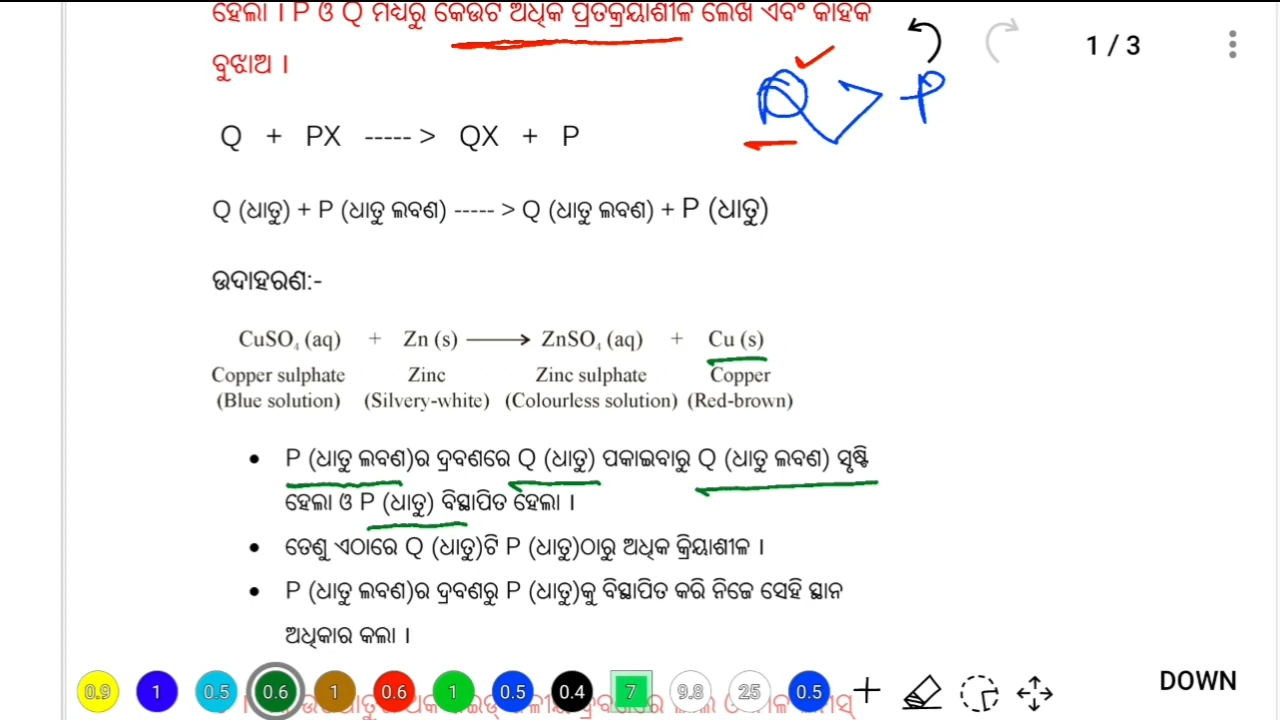 ହେଲା । P ଓ Q ମଧ୍ୟରୁ କେଉଟି ଅଧିକ ପ୍ରତିକ୍ରିୟାଶୀଳ ଲେଖ ଏବଂ କାହିଁକି
ବୁଝାଅ ।
1 / 3
Q > P
Q + PX ----- > QX + P
Q (ଧାତୁ) + P (ଧାତୁ ଲବଣ) ----- > Q (ଧାତୁ ଲବଣ) + P (ଧାତୁ)
ଉଦାହରଣ:-
CuSO₄ (aq) + Zn (s) ⟶ ZnSO₄ (aq) + Cu (s)
Copper sulphate Zinc Zinc sulphate Copper
(Blue solution) (Silvery-white) (Colourless solution) (Red-brown)
• P (ଧାତୁ ଲବଣ)ର ଦ୍ରବଣରେ Q (ଧାତୁ) ପକାଇବାରୁ Q (ଧାତୁ ଲବଣ) ସୃଷ୍ଟି
ହେଲା ଓ P (ଧାତୁ) ବିସ୍ଥାପିତ ହେଲା ।
• ତେଣୁ ଏଠାରେ Q (ଧାତୁ)ଟି P (ଧାତୁ)ଠାରୁ ଅଧିକ କ୍ରିୟାଶୀଳ ।
• P (ଧାତୁ ଲବଣ)ର ଦ୍ରବଣରୁ P (ଧାତୁ)କୁ ବିସ୍ଥାପିତ କରି ନିଜେ ସେହି ସ୍ଥାନ
ଅଧିକାର କଲା ।
0.9 1 0.5 0.6 1 0.6 1 0.5 0.4 7 9.8 25 0.5
DOWN